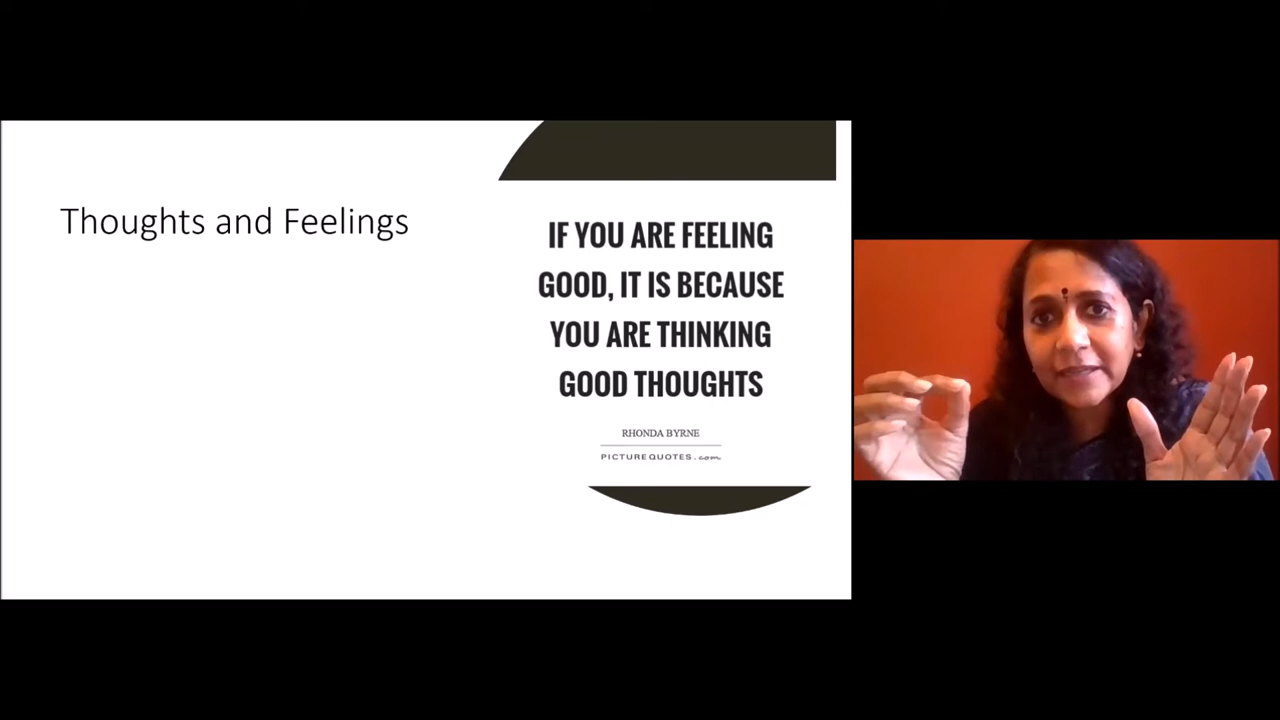 Thoughts and Feelings
IF YOU ARE FEELING
GOOD, IT IS BECAUSE
YOU ARE THINKING
GOOD THOUGHTS
RHONDA BYRNE
PICTUREQUOTES.com